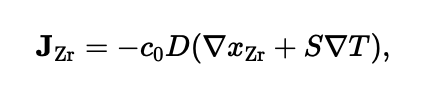 J_Zr = −c₀D(∇x_Zr + S∇T),